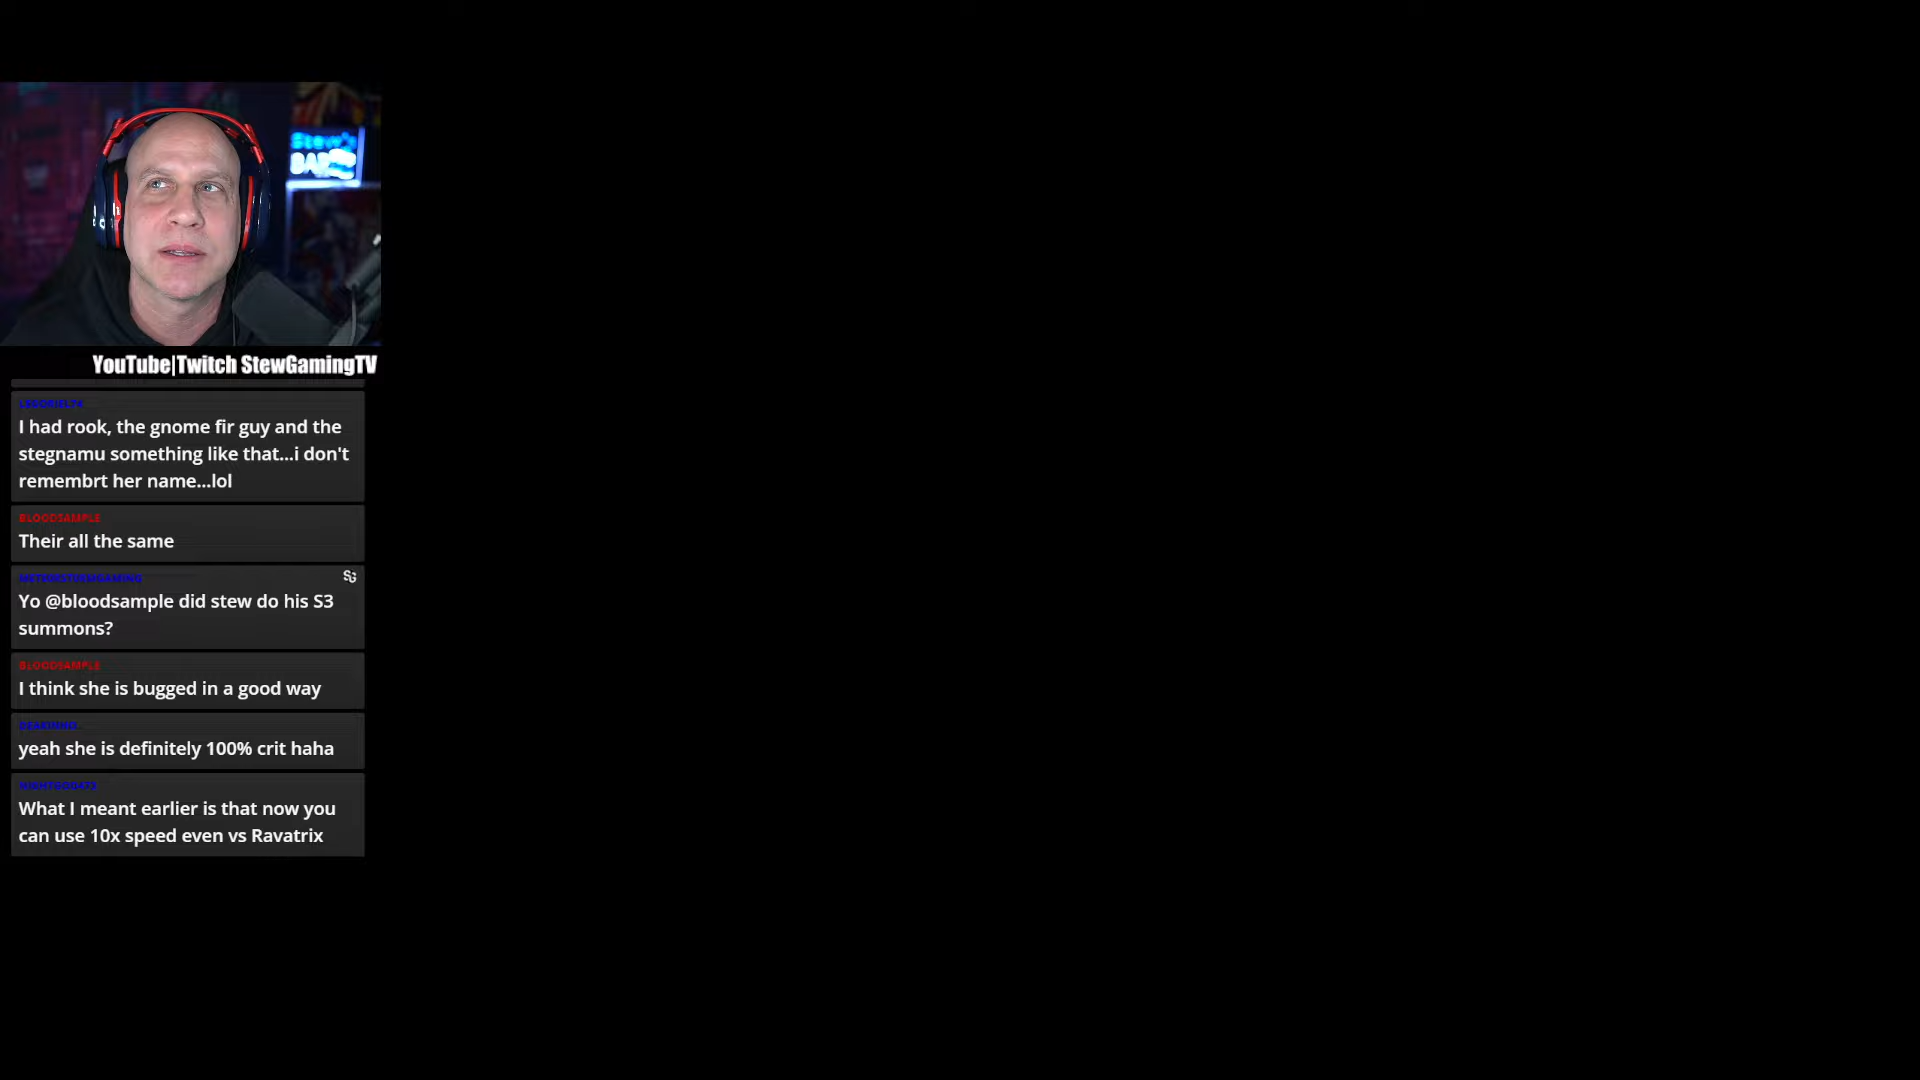 Stew's
BAR
YouTube|Twitch StewGamingTV
I had rook, the gnome fir guy and the
stegnamu something like that...i don't
remembrt her name...lol
BLOODSAMPLE
Their all the same
Yo @bloodsample did stew do his S3
summons?
BLOODSAMPLE
I think she is bugged in a good way
yeah she is definitely 100% crit haha
What I meant earlier is that now you
can use 10x speed even vs Ravatrix